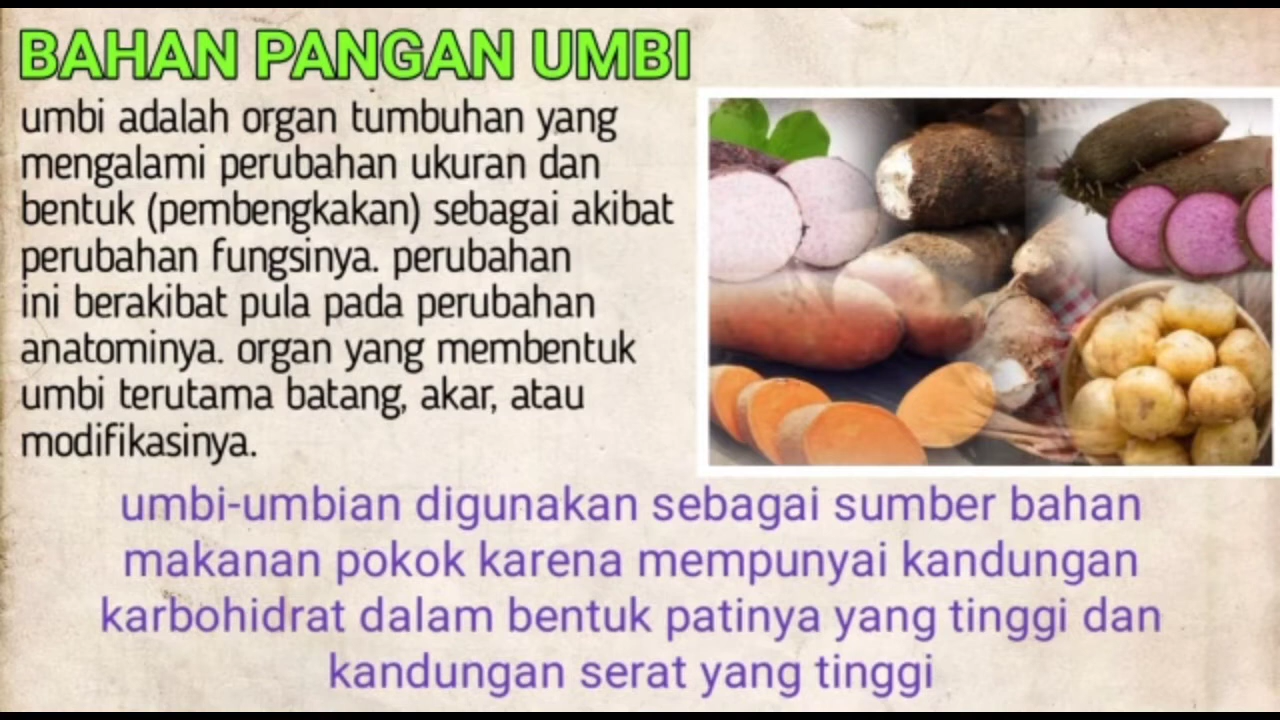 BAHAN PANGAN UMBI
umbi adalah organ tumbuhan yang
mengalami perubahan ukuran dan
bentuk (pembengkakan) sebagai akibat
perubahan fungsinya. perubahan
ini berakibat pula pada perubahan
anatominya. organ yang membentuk
umbi terutama batang, akar, atau
modifikasinya.
umbi-umbian digunakan sebagai sumber bahan
makanan pokok karena mempunyai kandungan
karbohidrat dalam bentuk patinya yang tinggi dan
kandungan serat yang tinggi